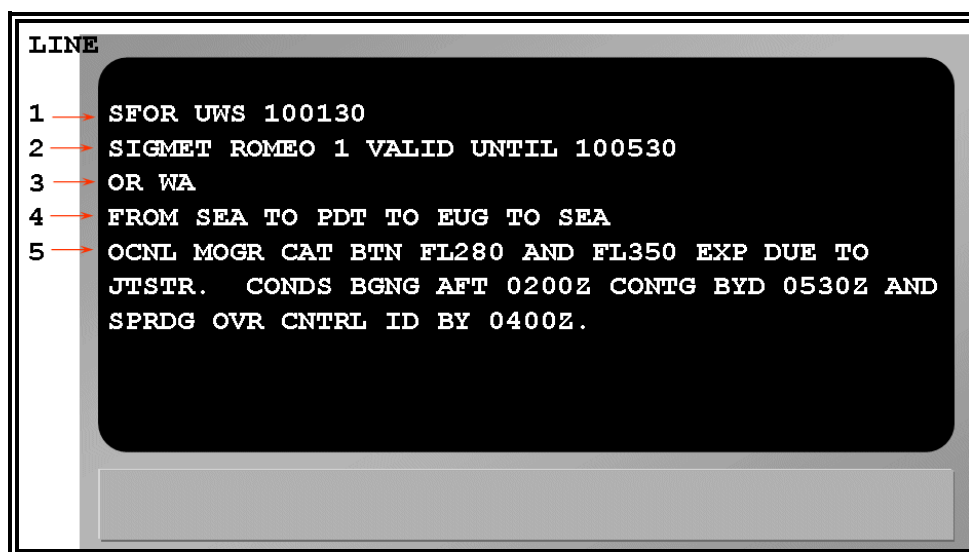 LINE
1 SFOR UWS 100130
2 SIGMET ROMEO 1 VALID UNTIL 100530
3 OR WA
4 FROM SEA TO PDT TO EUG TO SEA
5 OCNL MOGR CAT BTN FL280 AND FL350 EXP DUE TO
JTSTR. CONDS BGNG AFT 0200Z CONTG BYD 0530Z AND
SPRDG OVR CNTRL ID BY 0400Z.